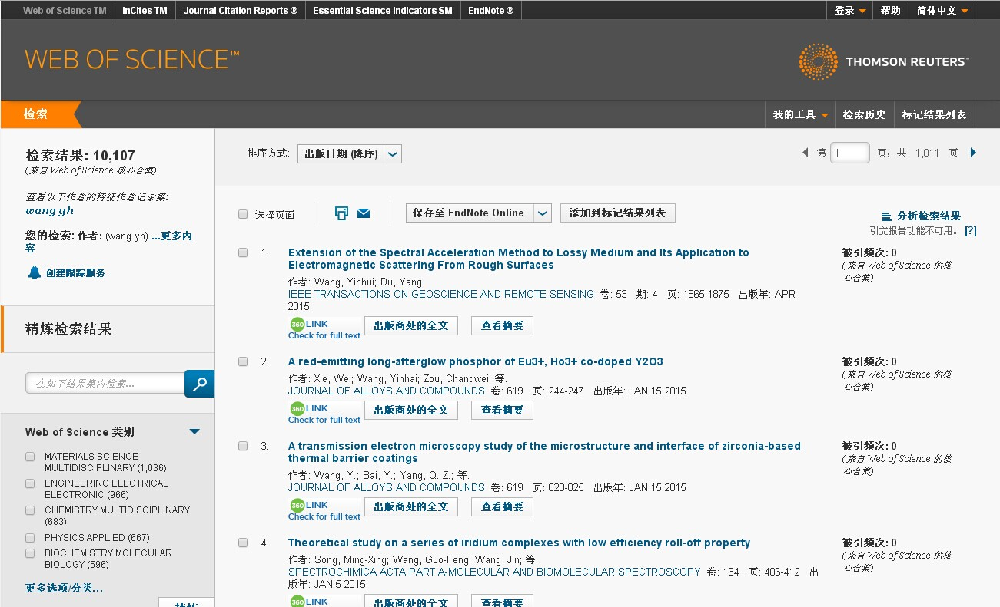 Web of Science TM InCites TM Journal Citation Reports ® Essential Science Indicators SM EndNote ® 登录 帮助 简体中文
WEB OF SCIENCE™ THOMSON REUTERS™
检索 我的工具 检索历史 标记结果列表
检索结果: 10,107
(来自 Web of Science 核心合集)
查看以下作者的特征作者记录集:
wang yh
您的检索: 作者: (wang yh) ...更多内
容
创建跟踪服务
精炼检索结果
在如下结果集内检索...
Web of Science 类别
MATERIALS SCIENCE
MULTIDISCIPLINARY (1,036)
ENGINEERING ELECTRICAL
ELECTRONIC (966)
CHEMISTRY MULTIDISCIPLINARY
(683)
PHYSICS APPLIED (667)
BIOCHEMISTRY MOLECULAR
BIOLOGY (596)
更多选项/分类...
精炼
排序方式: 出版日期 (降序) 第 1 页，共 1,011 页
选择页面 保存至 EndNote Online 添加到标记结果列表
分析检索结果
引文报告功能不可用。 [?]
1. Extension of the Spectral Acceleration Method to Lossy Medium and Its Application to
Electromagnetic Scattering From Rough Surfaces
作者: Wang, Yinhui; Du, Yang
IEEE TRANSACTIONS ON GEOSCIENCE AND REMOTE SENSING 卷: 53 期: 4 页: 1865-1875 出版年: APR
2015
360 LINK
Check for full text
出版商处的全文 查看摘要
被引频次: 0
(来自 Web of Science 的核
心合集)
2. A red-emitting long-afterglow phosphor of Eu3+, Ho3+ co-doped Y2O3
作者: Xie, Wei; Wang, Yinhai; Zou, Changwei; 等.
JOURNAL OF ALLOYS AND COMPOUNDS 卷: 619 页: 244-247 出版年: JAN 15 2015
360 LINK
Check for full text
出版商处的全文 查看摘要
被引频次: 0
(来自 Web of Science 的核
心合集)
3. A transmission electron microscopy study of the microstructure and interface of zirconia-based
thermal barrier coatings
作者: Wang, Y.; Bai, Y.; Yang, Q. Z.; 等.
JOURNAL OF ALLOYS AND COMPOUNDS 卷: 619 页: 820-825 出版年: JAN 15 2015
360 LINK
Check for full text
出版商处的全文 查看摘要
被引频次: 0
(来自 Web of Science 的核
心合集)
4. Theoretical study on a series of iridium complexes with low efficiency roll-off property
作者: Song, Ming-Xing; Wang, Guo-Feng; Wang, Jin; 等.
SPECTROCHIMICA ACTA PART A-MOLECULAR AND BIOMOLECULAR SPECTROSCOPY 卷: 134 页: 406-412 出
版年: JAN 5 2015
360 LINK
出版商处的全文 查看摘要
被引频次: 0
(来自 Web of Science 的核
心合集)